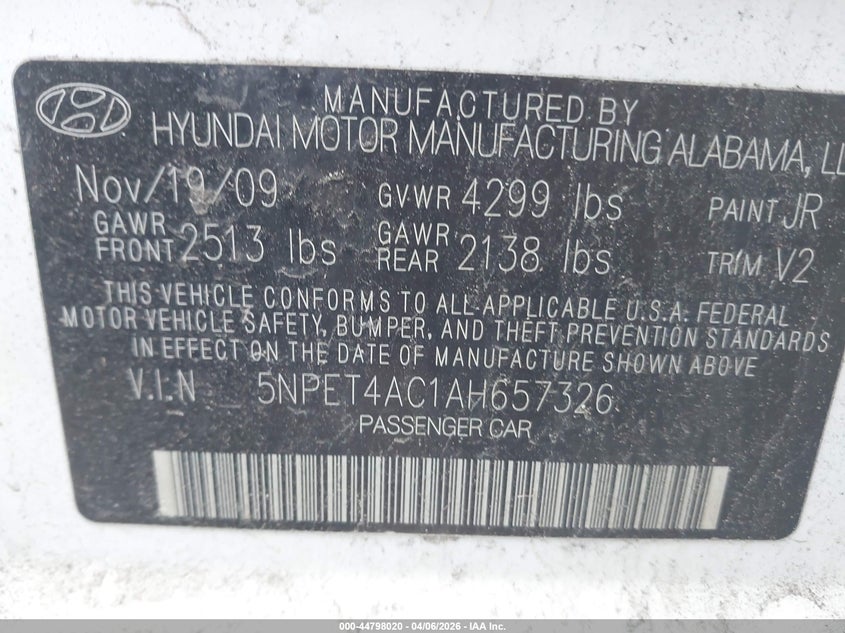 MANUFACTURED BY
HYUNDAI MOTOR MANUFACTURING ALABAMA, LL
Nov/19/09 GVWR 4299 lbs PAINT JR
GAWR FRONT 2513 lbs GAWR REAR 2138 lbs TRIM V2
THIS VEHICLE CONFORMS TO ALL APPLICABLE U.S.A. FEDERAL
MOTOR VEHICLE SAFETY, BUMPER, AND THEFT PREVENTION STANDARDS
IN EFFECT ON THE DATE OF MANUFACTURE SHOWN ABOVE
V.I.N 5NPET4AC1AH657326
PASSENGER CAR
000-44798020 - 04/06/2026 - IAA Inc.